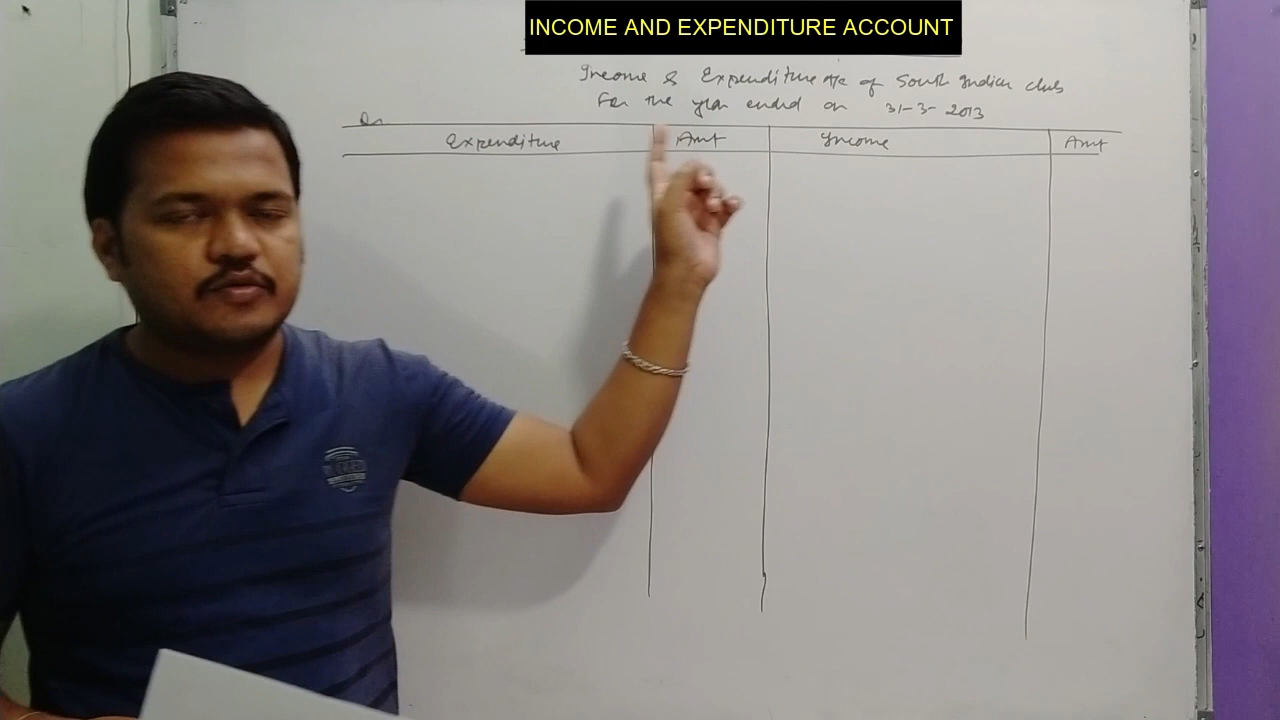 INCOME AND EXPENDITURE ACCOUNT
Income & Expenditure A/c of South Indian club
For the year ended on 31-3-2013
Dr
Expenditure Amt Income Amt